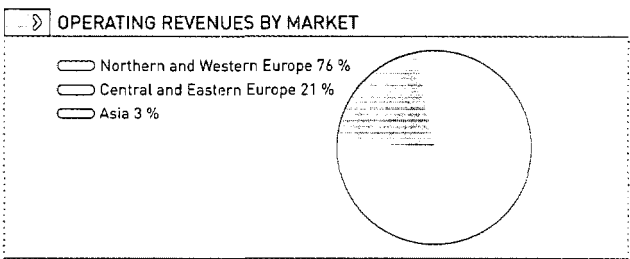 OPERATING REVENUES BY MARKET
Northern and Western Europe 76 %
Central and Eastern Europe 21 %
Asia 3 %